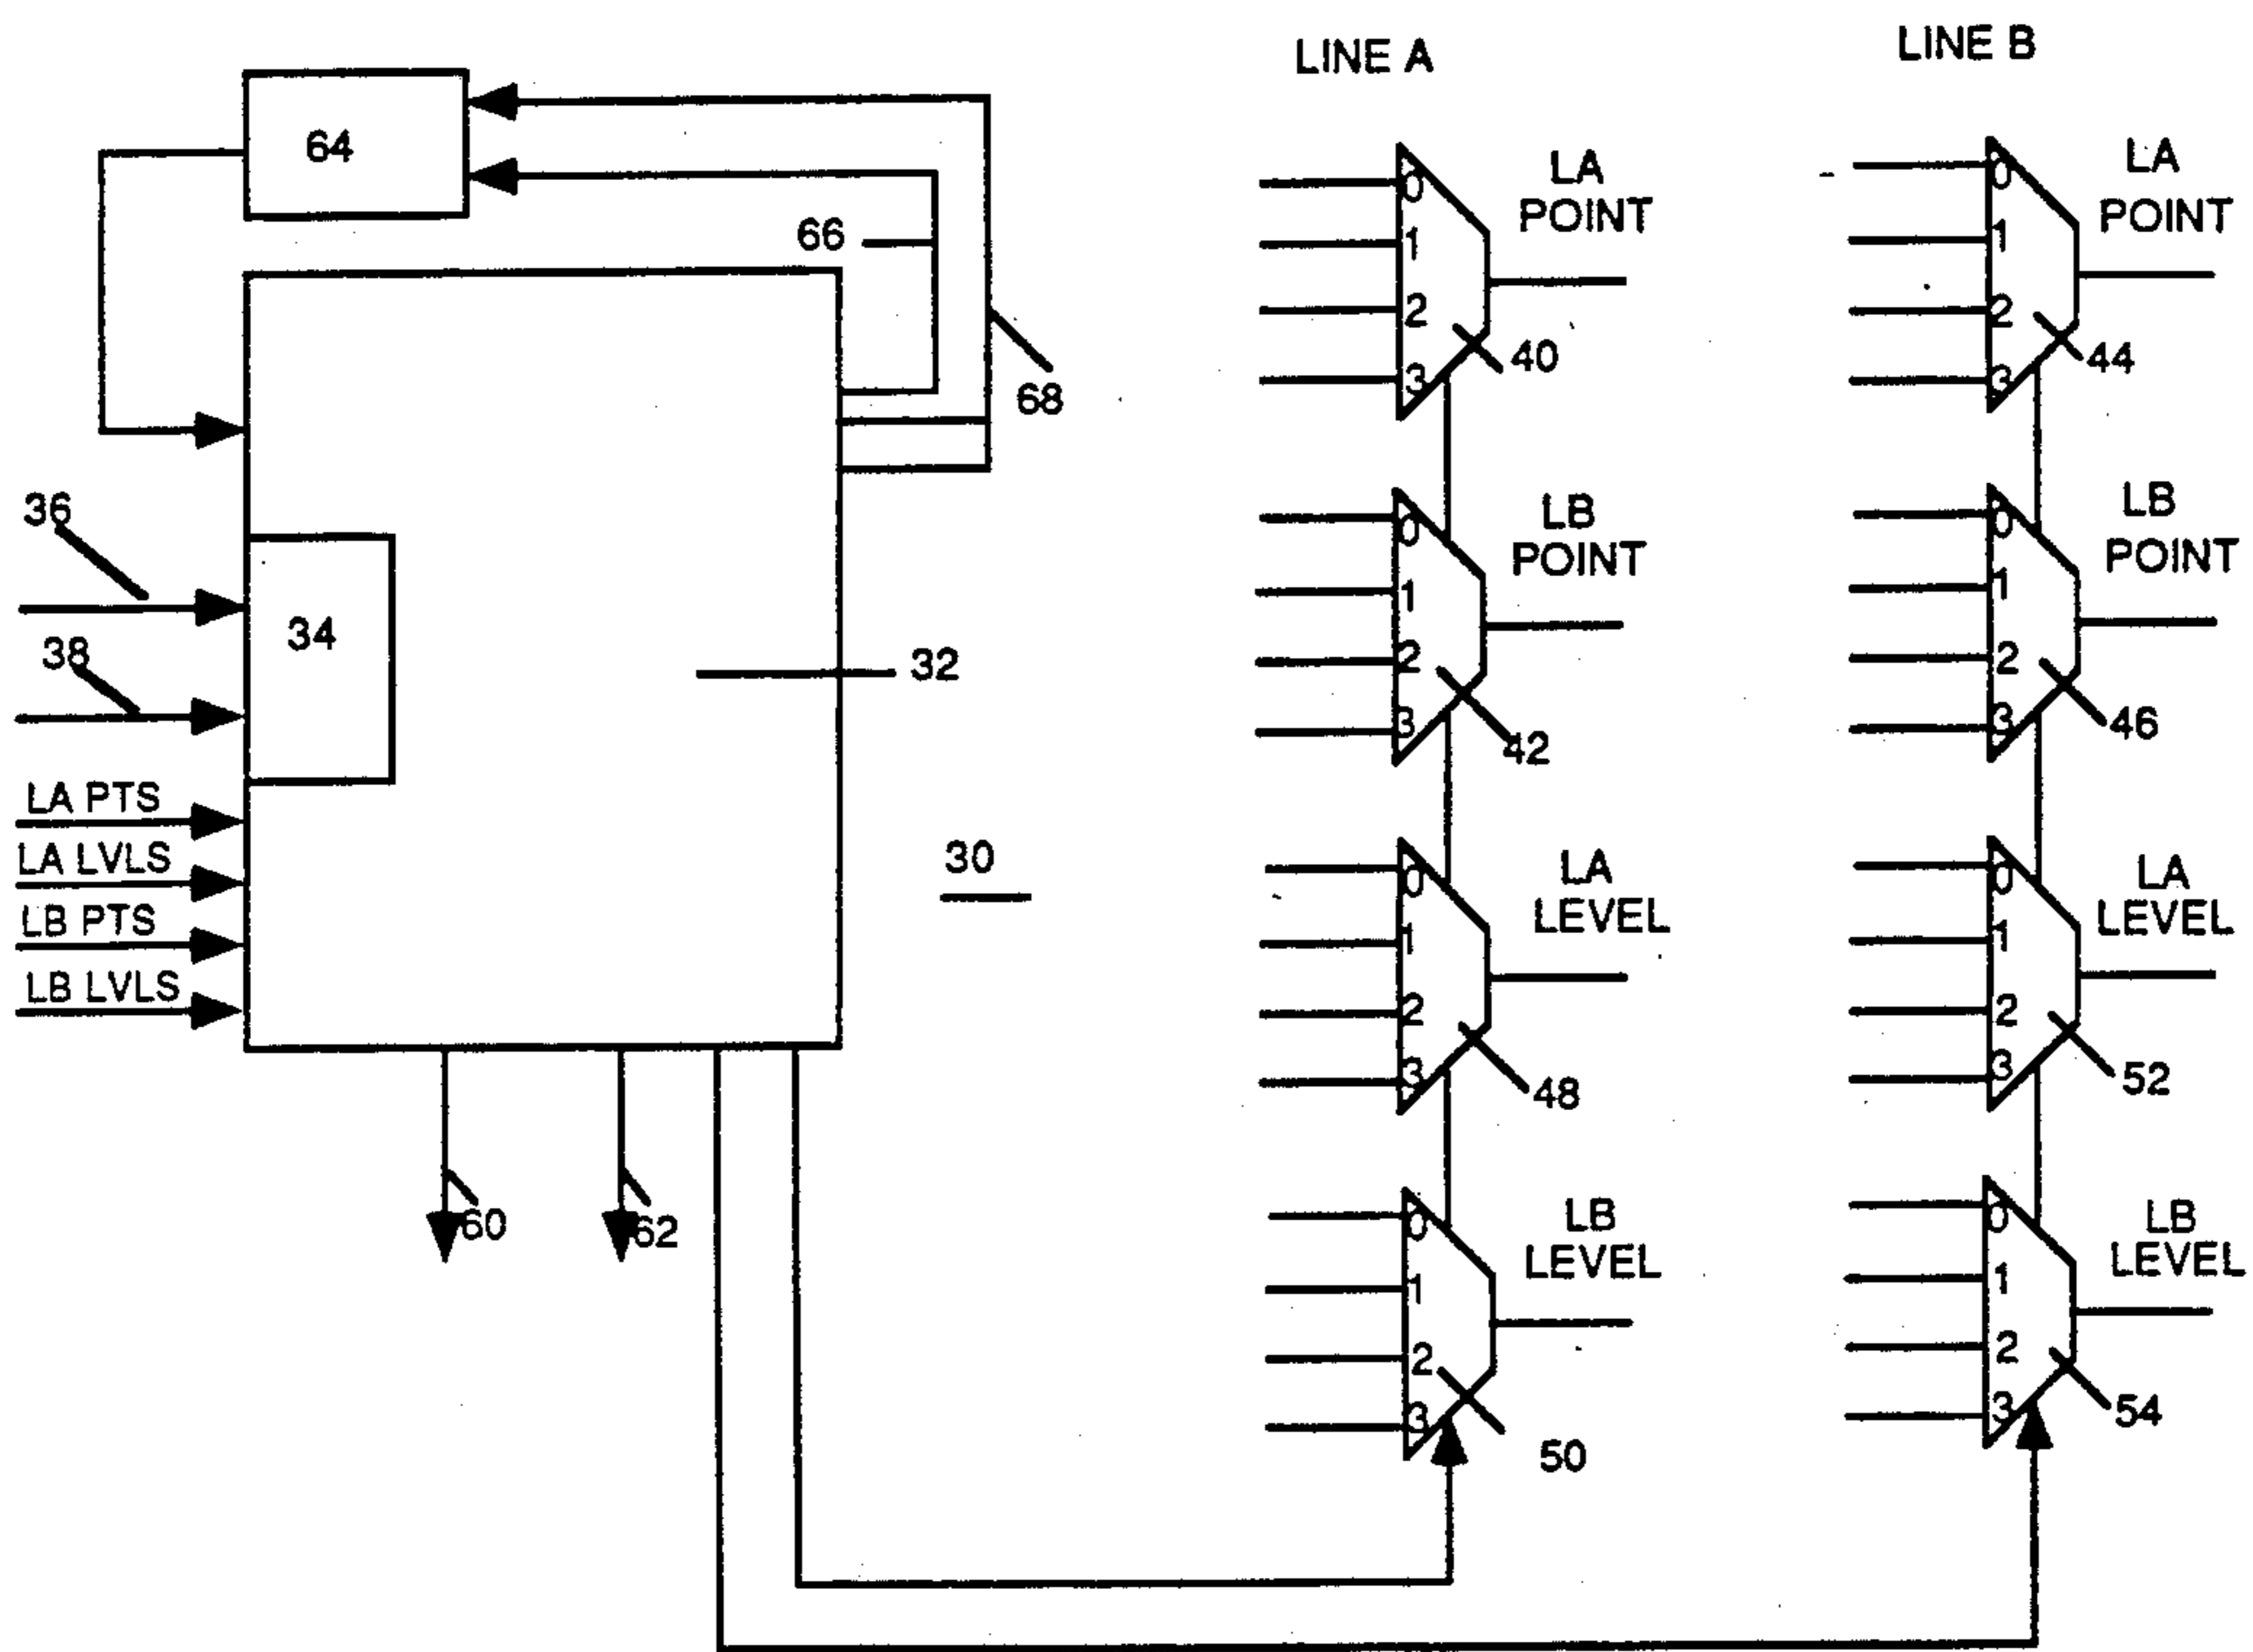 LINE A
LINE B
64
66
68
36
34
38
32
LA PTS
LA LVLS
LB PTS
LB LVLS
30
60
62
0
1
2
3
LA
POINT
40
0
1
2
3
LB
POINT
42
0
1
2
3
LA
LEVEL
48
0
1
2
3
LB
LEVEL
50
0
1
2
3
LA
POINT
44
0
1
2
3
LB
POINT
46
0
1
2
3
LA
LEVEL
52
0
1
2
3
LB
LEVEL
54